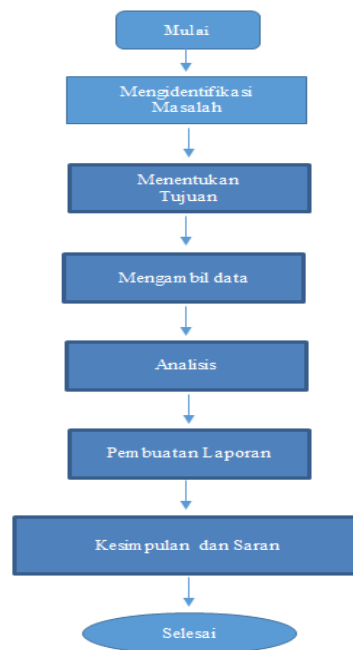 Mulai
Mengidentifikasi
Masalah
Menentukan
Tujuan
Mengambil data
Analisis
Pembuatan Laporan
Kesimpulan dan Saran
Selesai